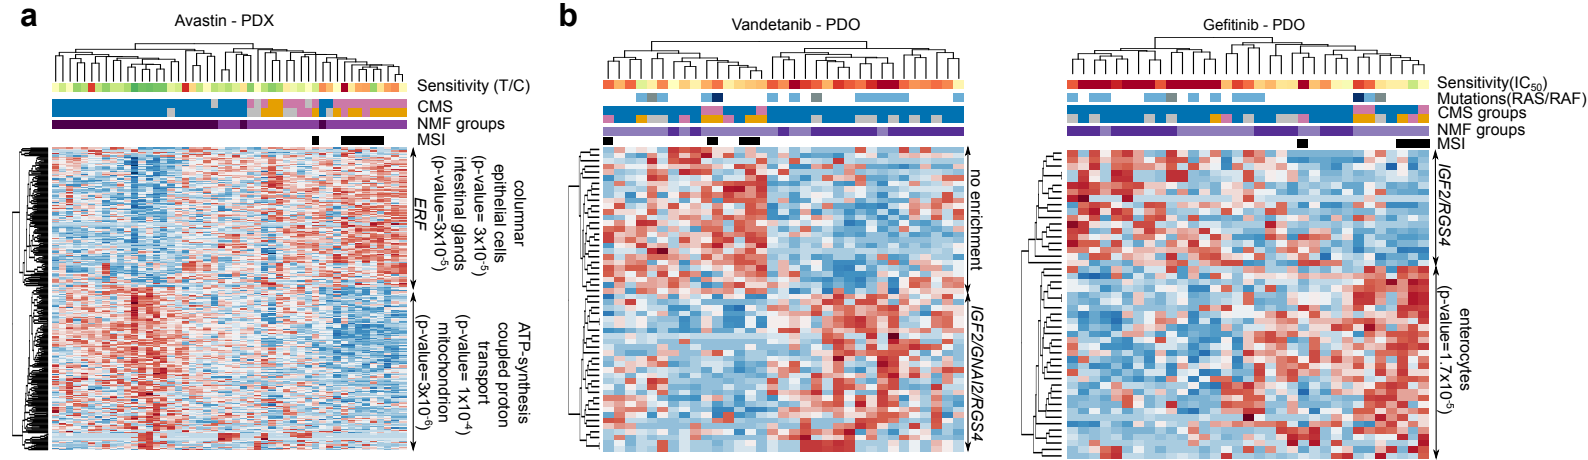 a
Avastin - PDX
Sensitivity (T/C)
CMS
NMF groups
MSI
columnar
epithelial cells
(p-value= 3x10⁻⁵)
intestinal glands
(p-value=3x10⁻⁵)
ERF
ATP-synthesis
coupled proton
transport
(p-value= 1x10⁻⁴)
mitochondrion
(p-value=3x10⁻⁶)
b
Vandetanib - PDO
no enrichment
IGF2/GNAI2/RGS4
Gefitinib - PDO
Sensitivity(IC₅₀)
Mutations(RAS/RAF)
CMS groups
NMF groups
MSI
IGF2/RGS4
enterocytes
(p-value=1.7x10⁻⁵)